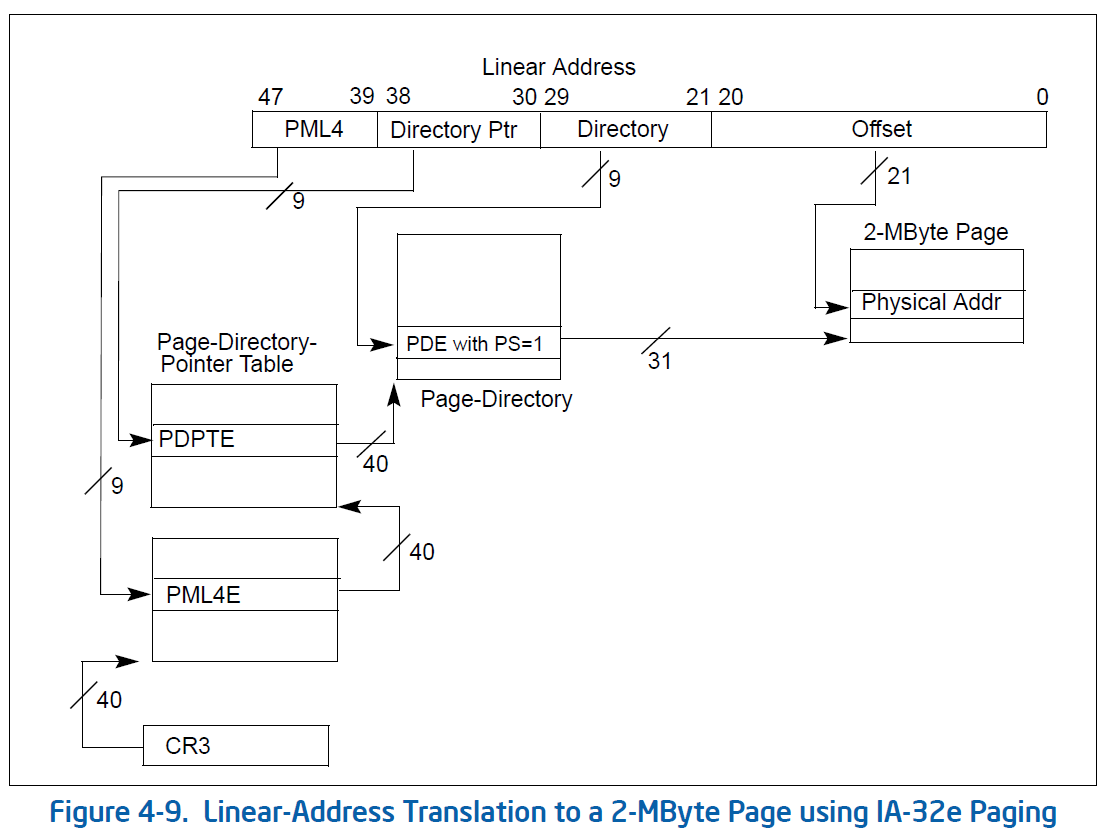 Linear Address
47 39 38 30 29 21 20 0
PML4 Directory Ptr Directory Offset
9 9 21
2-MByte Page
Physical Addr
PDE with PS=1
31
Page-Directory-
Pointer Table
Page-Directory
PDPTE
40
9
40
PML4E
40
CR3
Figure 4-9. Linear-Address Translation to a 2-MByte Page using IA-32e Paging